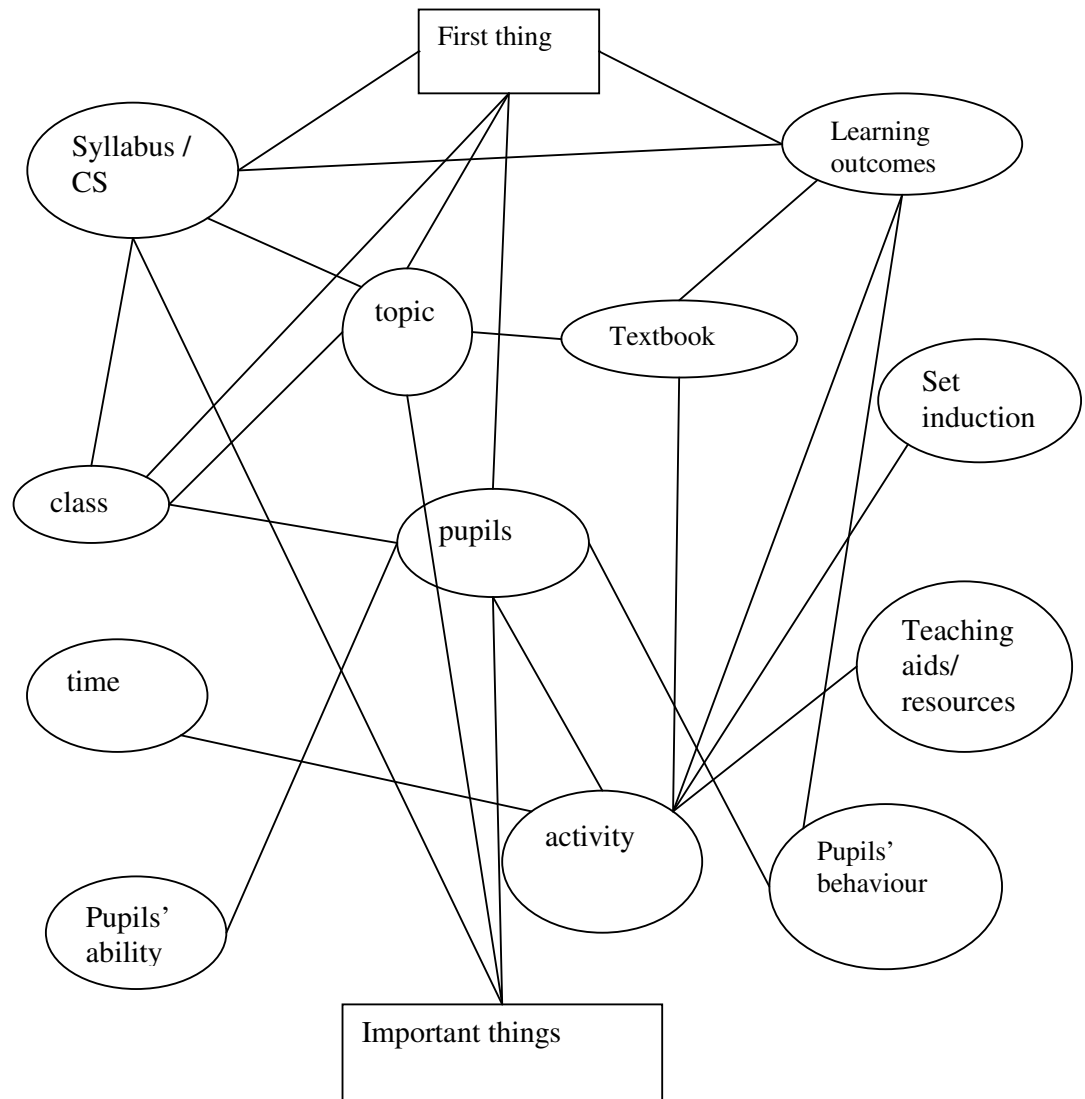 First thing
Syllabus /
CS
Learning
outcomes
topic
Textbook
Set
induction
class
pupils
Teaching
aids/
resources
time
activity
Pupils’
behaviour
Pupils’
ability
Important things